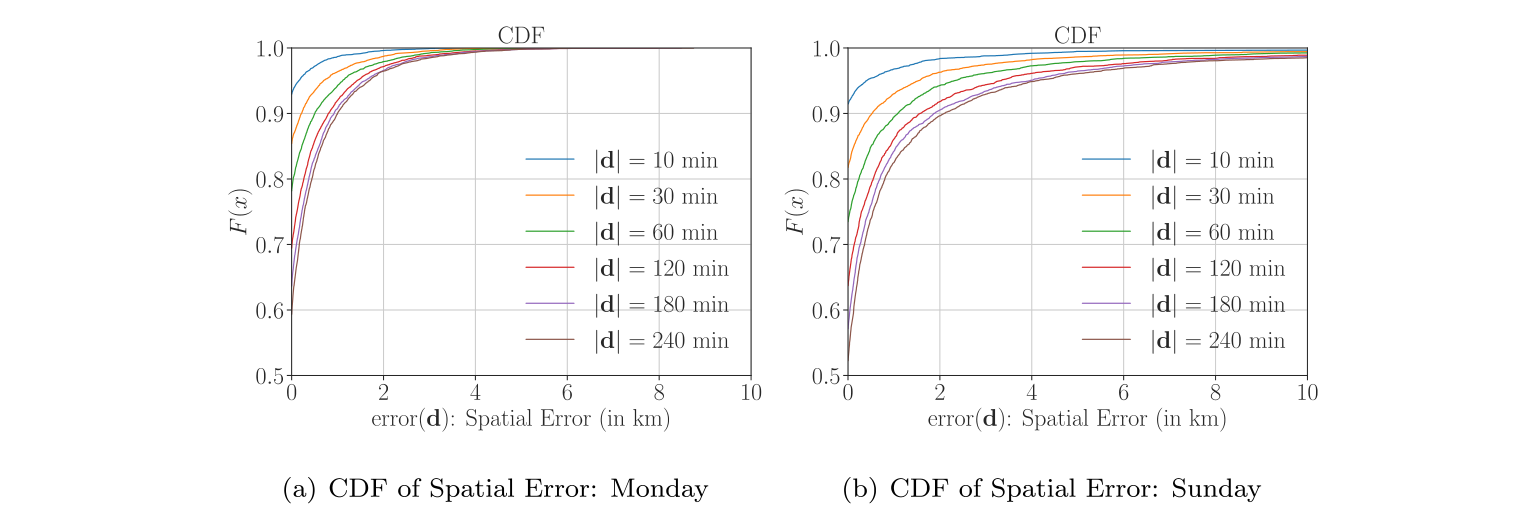 CDF
1.0
0.9
0.8
0.7
0.6
0.5
F(x)
|d| = 10 min
|d| = 30 min
|d| = 60 min
|d| = 120 min
|d| = 180 min
|d| = 240 min
0 2 4 6 8 10
error(d): Spatial Error (in km)
(a) CDF of Spatial Error: Monday
CDF
1.0
0.9
0.8
0.7
0.6
0.5
F(x)
|d| = 10 min
|d| = 30 min
|d| = 60 min
|d| = 120 min
|d| = 180 min
|d| = 240 min
0 2 4 6 8 10
error(d): Spatial Error (in km)
(b) CDF of Spatial Error: Sunday